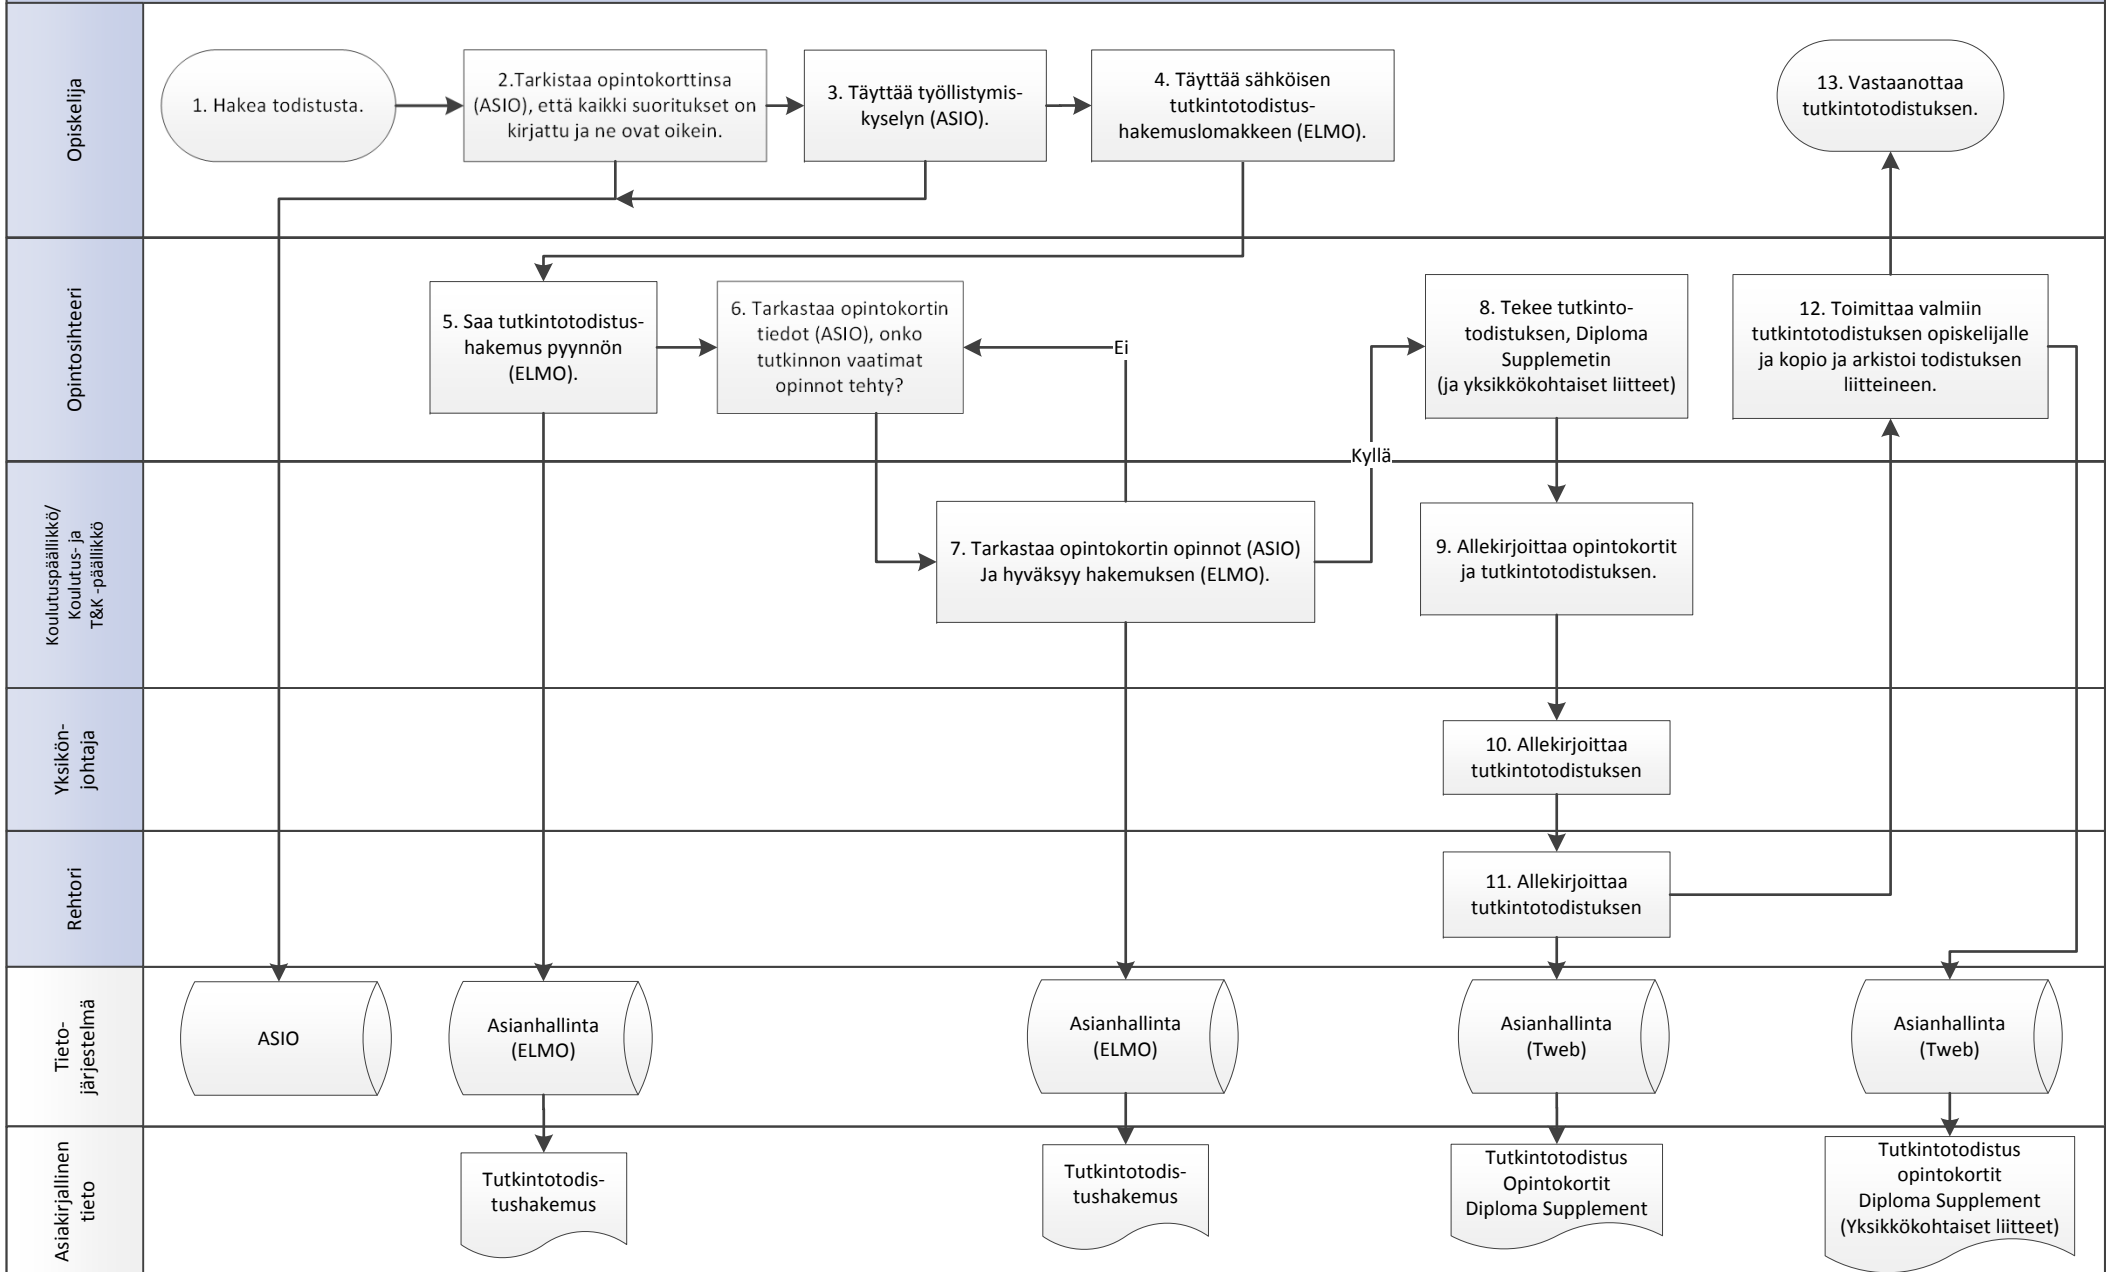 Opiskelija
1. Hakea todistusta.
2.Tarkistaa opintokorttinsa
(ASIO), että kaikki suoritukset on
kirjattu ja ne ovat oikein.
3. Täyttää työllistymis-
kyselyn (ASIO).
4. Täyttää sähköisen
tutkintotodistus-
hakemuslomakkeen (ELMO).
13. Vastaanottaa
tutkintotodistuksen.
Opintosihteri
5. Saa tutkintotodistus-
hakemus pyynnön
(ELMO).
6. Tarkastaa opintokortin
tiedot (ASIO), onko
tutkinnon vaatimat
opinnot tehty?
Ei
Kyllä
8. Tekee tutkinto-
todistuksen, Diploma
Supplemetin
(ja yksikkökohtaiset liitteet)
12. Toimittaa valmiin
tutkintotodistuksen opiskelijalle
ja kopio ja arkistoi todistuksen
liitteineen.
Koulutuspäällikkö/
Koulutus- ja
T&K -päällikkö
7. Tarkastaa opintokortin opinnot (ASIO)
Ja hyväksyy hakemuksen (ELMO).
9. Allekirjoittaa opintokortit
ja tutkintotodistuksen.
Yksikön-
johtaja
10. Allekirjoittaa
tutkintotodistuksen
Rehtori
11. Allekirjoittaa
tutkintotodistuksen
Tieto-
järjestelmä
ASIO
Asianhallinta
(ELMO)
Asianhallinta
(ELMO)
Asianhallinta
(Tweb)
Asianhallinta
(Tweb)
Asiakirjallinen
tieto
Tutkintotodis-
tushakemus
Tutkintotodis-
tushakemus
Tutkintotodistus
Opintokortit
Diploma Supplement
Tutkintotodistus
opintokortit
Diploma Supplement
(Yksikkökohtaiset liitteet)